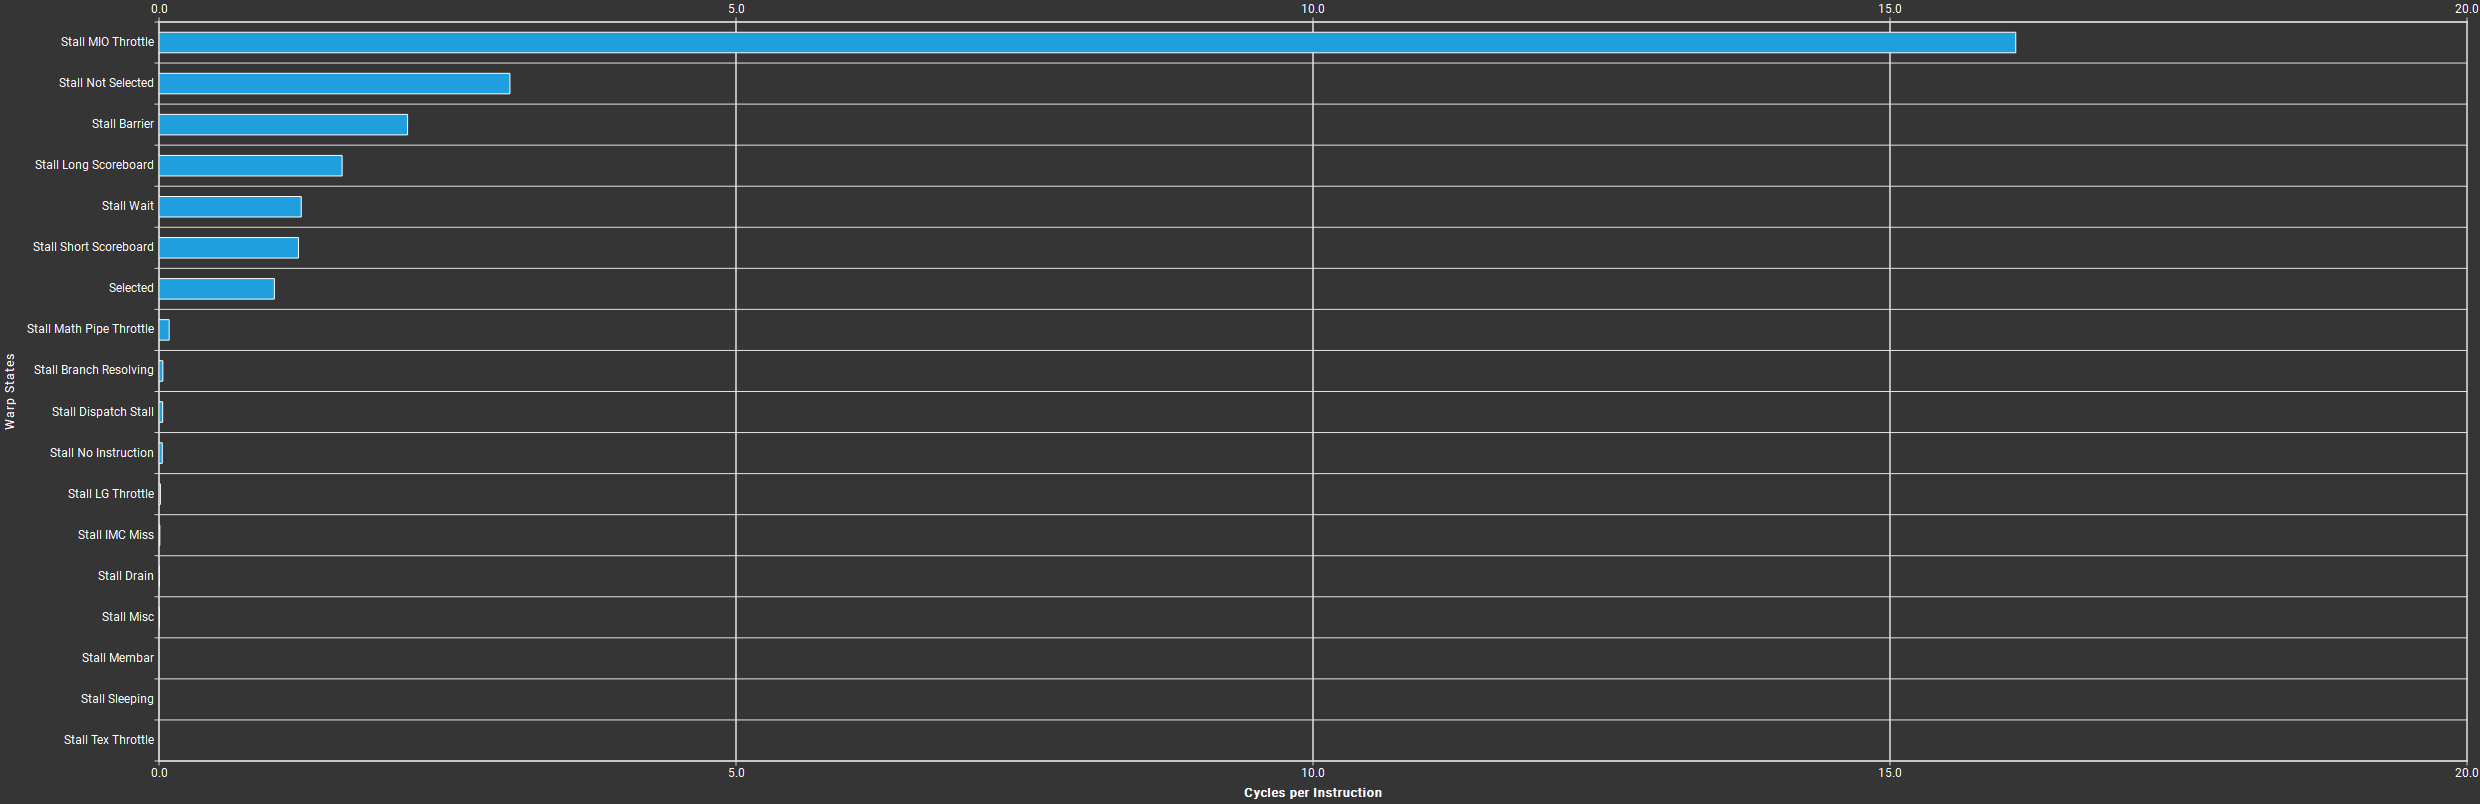 0.0 5.0 10.0 15.0 20.0
Stall MIO Throttle
Stall Not Selected
Stall Barrier
Stall Long Scoreboard
Stall Wait
Stall Short Scoreboard
Selected
Stall Math Pipe Throttle
Stall Branch Resolving
Stall Dispatch Stall
Stall No Instruction
Stall LG Throttle
Stall IMC Miss
Stall Drain
Stall Misc
Stall Membar
Stall Sleeping
Stall Tex Throttle
Warp States
0.0 5.0 10.0 15.0 20.0
Cycles per Instruction